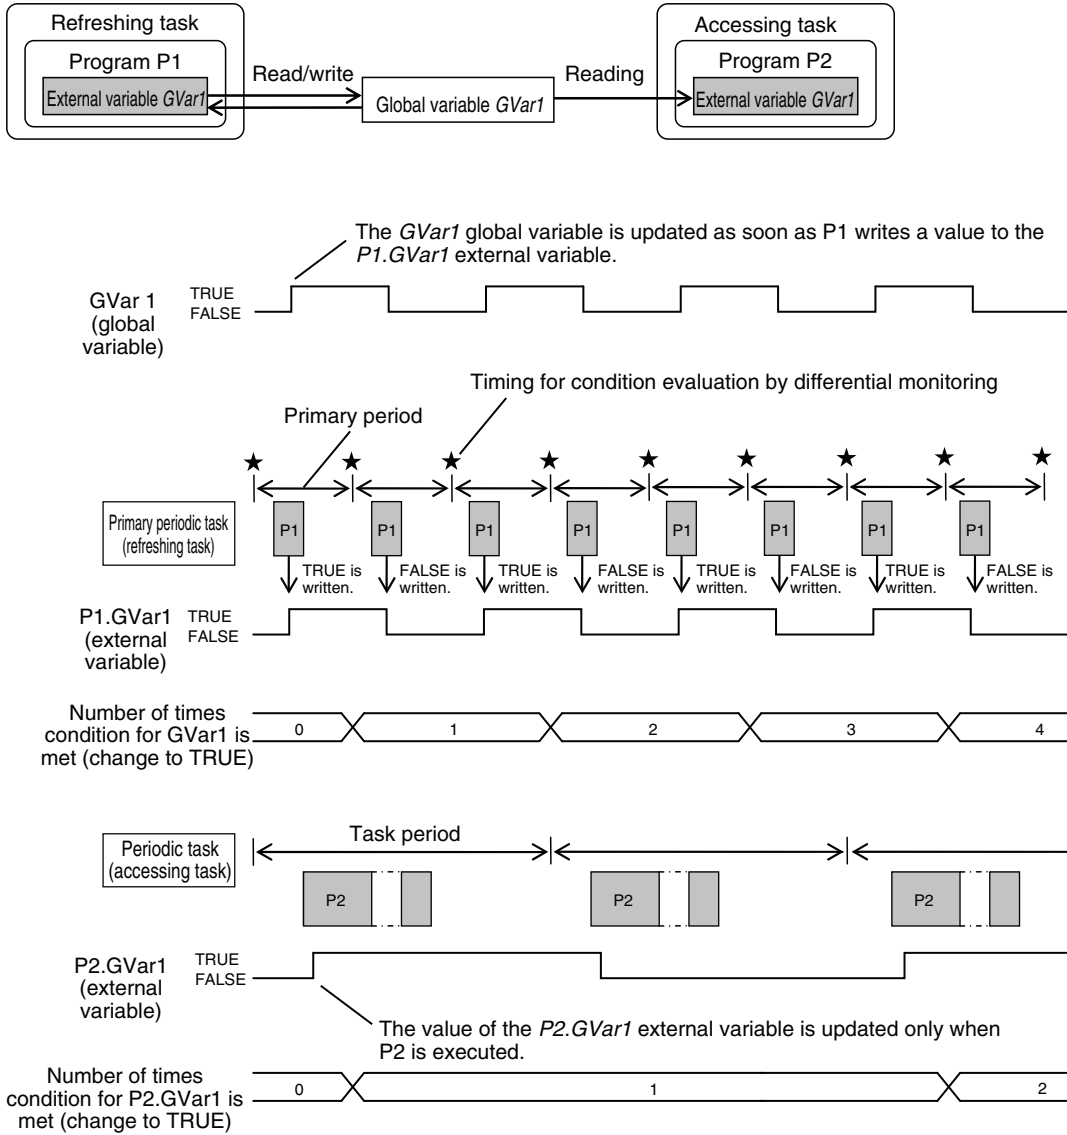 Refreshing task
Program P1
External variable GVar1
Read/write
Global variable GVar1
Reading
Accessing task
Program P2
External variable GVar1
The GVar1 global variable is updated as soon as P1 writes a value to the
P1.GVar1 external variable.
GVar 1
(global
variable)
TRUE
FALSE
Timing for condition evaluation by differential monitoring
Primary period
Primary periodic task
(refreshing task)
P1
P1
P1
P1
P1
P1
P1
P1
TRUE is
written.
FALSE is
written.
TRUE is
written.
FALSE is
written.
TRUE is
written.
FALSE is
written.
TRUE is
written.
FALSE is
written.
P1.GVar1
(external
variable)
TRUE
FALSE
Number of times
condition for GVar1 is
met (change to TRUE)
0
1
2
3
4
Periodic task
(accessing task)
Task period
P2
P2
P2
P2.GVar1
(external
variable)
TRUE
FALSE
The value of the P2.GVar1 external variable is updated only when
P2 is executed.
Number of times
condition for P2.GVar1 is
met (change to TRUE)
0
1
2